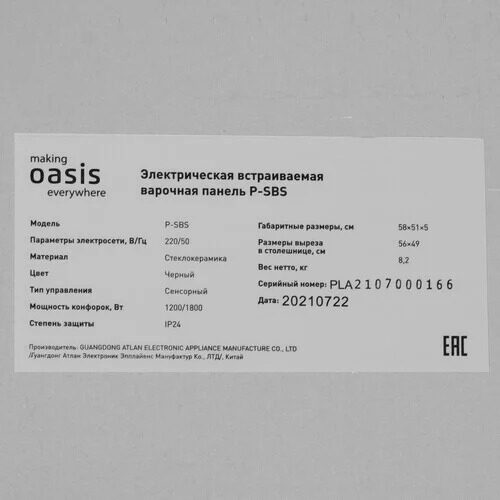 making
oasis
everywhere
Электрическая встраиваемая
варочная панель P-SBS
Модель P-SBS
Параметры электросети, В/Гц 220/50
Материал Стеклокерамика
Цвет Черный
Тип управления Сенсорный
Мощность конфорок, Вт 1200/1800
Степень защиты IP24
Габаритные размеры, см 58×51×5
Размеры выреза
в столешнице, см 56×49
Вес нетто, кг 8,2
Серийный номер: PLA2107000166
Дата: 20210722
Производитель: GUANGDONG ATLAN ELECTRONIC APPLIANCE MANUFACTURE CO., LTD
/Гуангдонг Атлан Электроник Эпплайенс Мануфактур Ко., ЛТД/, Китай
EAC